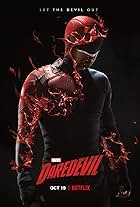 LET THE DEVIL OUT
MARVEL
DAREDEVIL
OCT 19 | NETFLIX